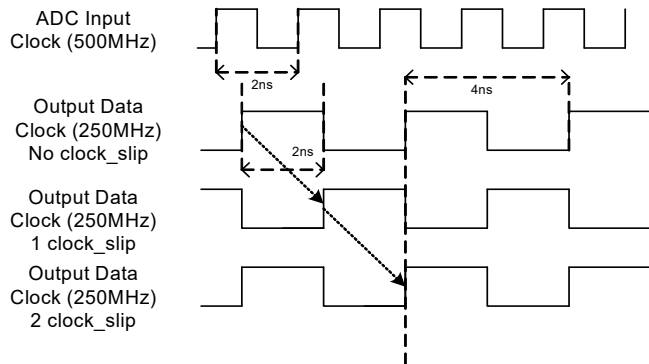 ADC Input
Clock (500MHz)
2ns
4ns
Output Data
Clock (250MHz)
No clock_slip
2ns
Output Data
Clock (250MHz)
1 clock_slip
Output Data
Clock (250MHz)
2 clock_slip